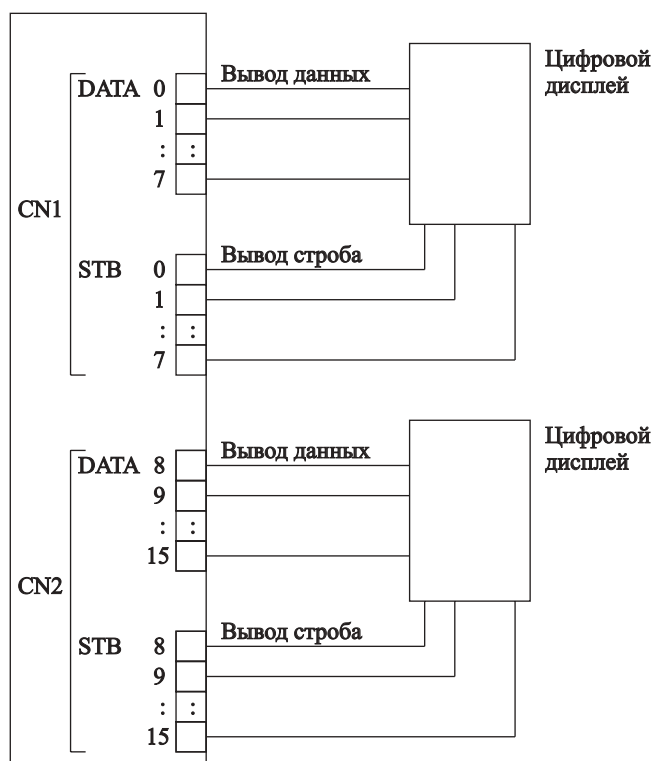 Вывод данных
Цифровой
дисплей
DATA 0
1
: :
7
CN1
Вывод строба
STB 0
1
: :
7
Вывод данных
Цифровой
дисплей
DATA 8
9
: :
15
CN2
Вывод строба
STB 8
9
: :
15